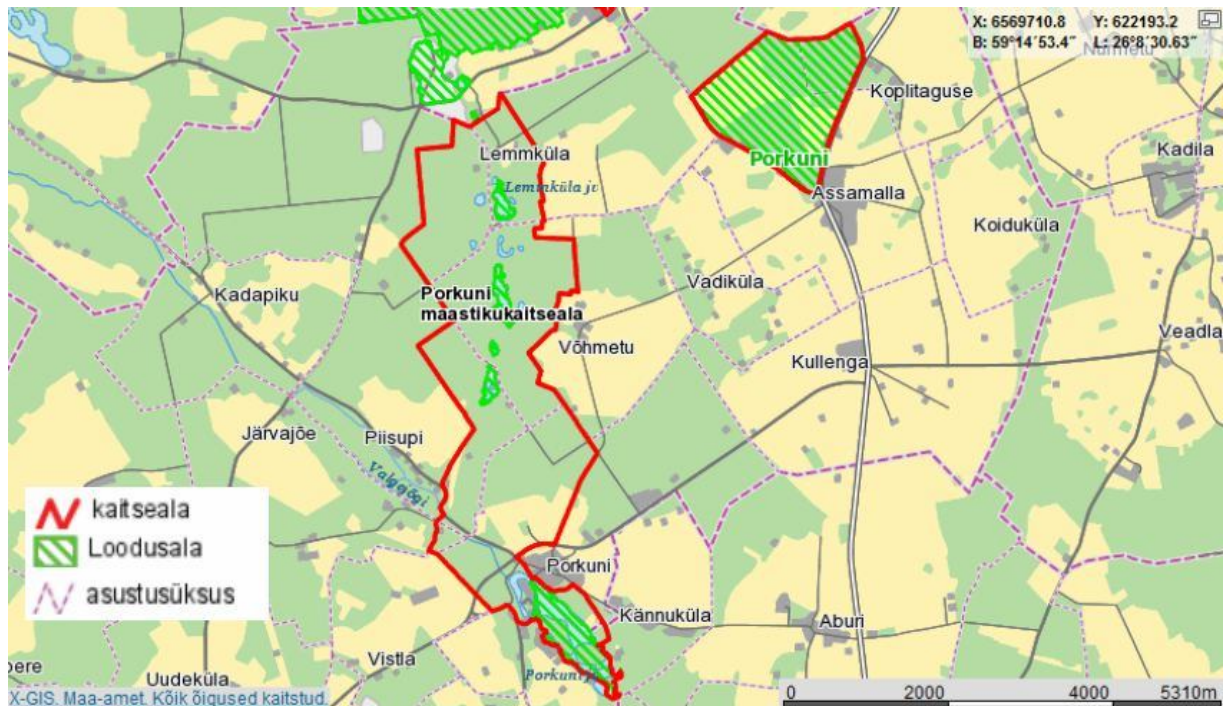 X: 6569710.8 Y: 622193.2
B: 59°14´53.4˝ L: 26°8´30.63˝
Nurmetu
Koplitaguse
Lemmküla
Porkuni
Kadila
Lemmküla jv
Assamalla
Koiduküla
Vadiküla
Kadapiku
Porkuni
maastikukaitseala
Veadla
Võhmetu
Kullenga
Järvajõe
Piisupi
Valgejõgi
kaitseala
Loodusala
asustusüksus
Porkuni
Kännuküla
Aburi
Vistla
pere
Uudeküla
Porkuni j
X-GIS. Maa-amet. Kõik õigused kaitstud.
0 2000 4000 5310m